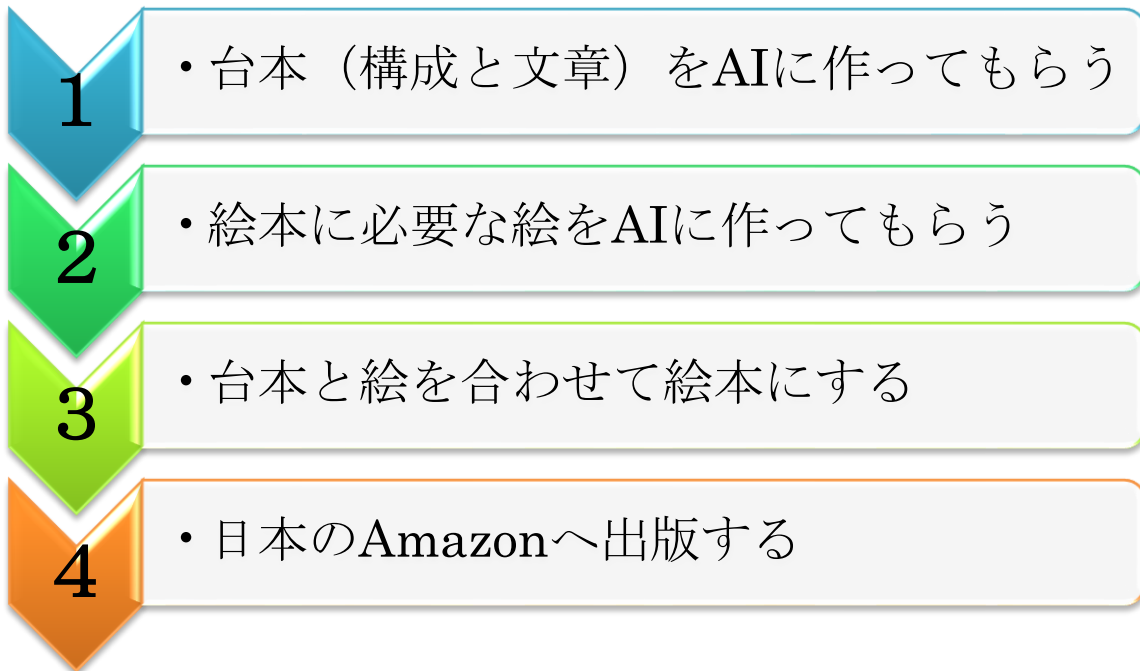 1
・台本（構成と文章）をAIに作ってもらう
2
・絵本に必要な絵をAIに作ってもらう
3
・台本と絵を合わせて絵本にする
4
・日本のAmazonへ出版する